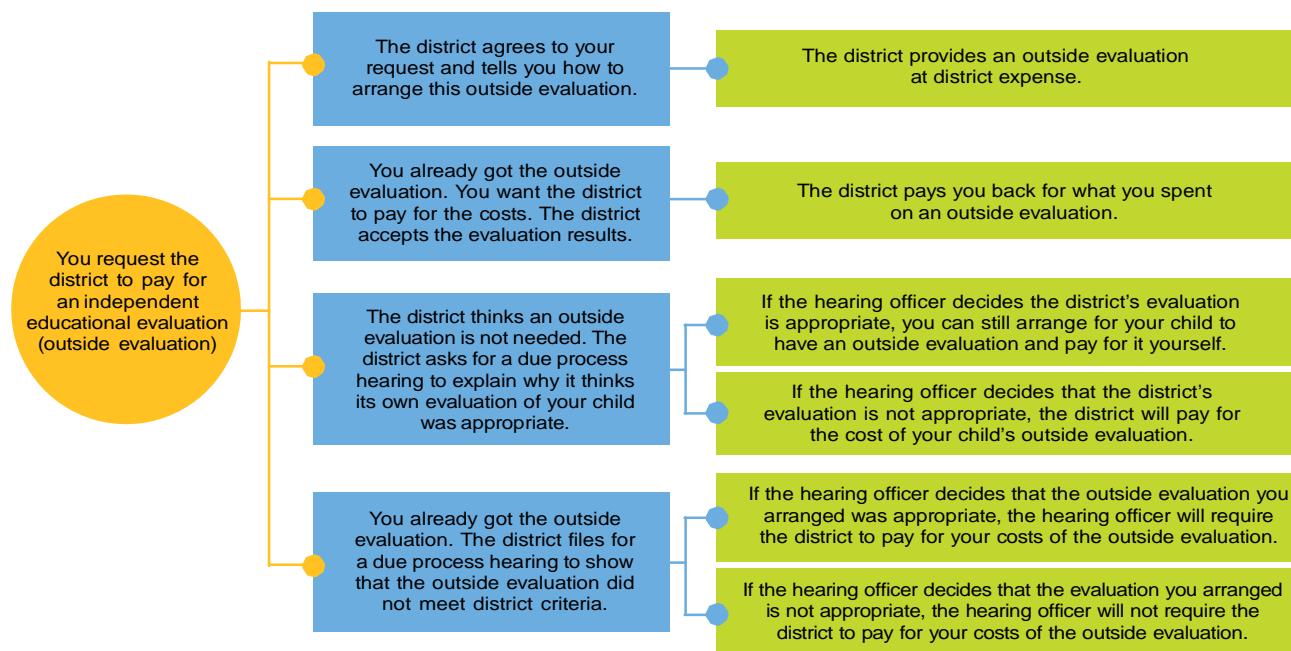 You request the
district to pay for
an independent
educational evaluation
(outside evaluation)
The district agrees to your
request and tells you how to
arrange this outside evaluation.
The district provides an outside evaluation
at district expense.
You already got the outside
evaluation. You want the district
to pay for the costs. The district
accepts the evaluation results.
The district pays you back for what you spent
on an outside evaluation.
The district thinks an outside
evaluation is not needed. The
district asks for a due process
hearing to explain why it thinks
its own evaluation of your child
was appropriate.
If the hearing officer decides the district’s evaluation
is appropriate, you can still arrange for your child to
have an outside evaluation and pay for it yourself.
If the hearing officer decides that the district’s
evaluation is not appropriate, the district will pay for
the cost of your child’s outside evaluation.
You already got the outside
evaluation. The district files for
a due process hearing to show
that the outside evaluation did
not meet district criteria.
If the hearing officer decides that the outside evaluation you
arranged was appropriate, the hearing officer will require
the district to pay for your costs of the outside evaluation.
If the hearing officer decides that the evaluation you arranged
is not appropriate, the hearing officer will not require the
district to pay for your costs of the outside evaluation.